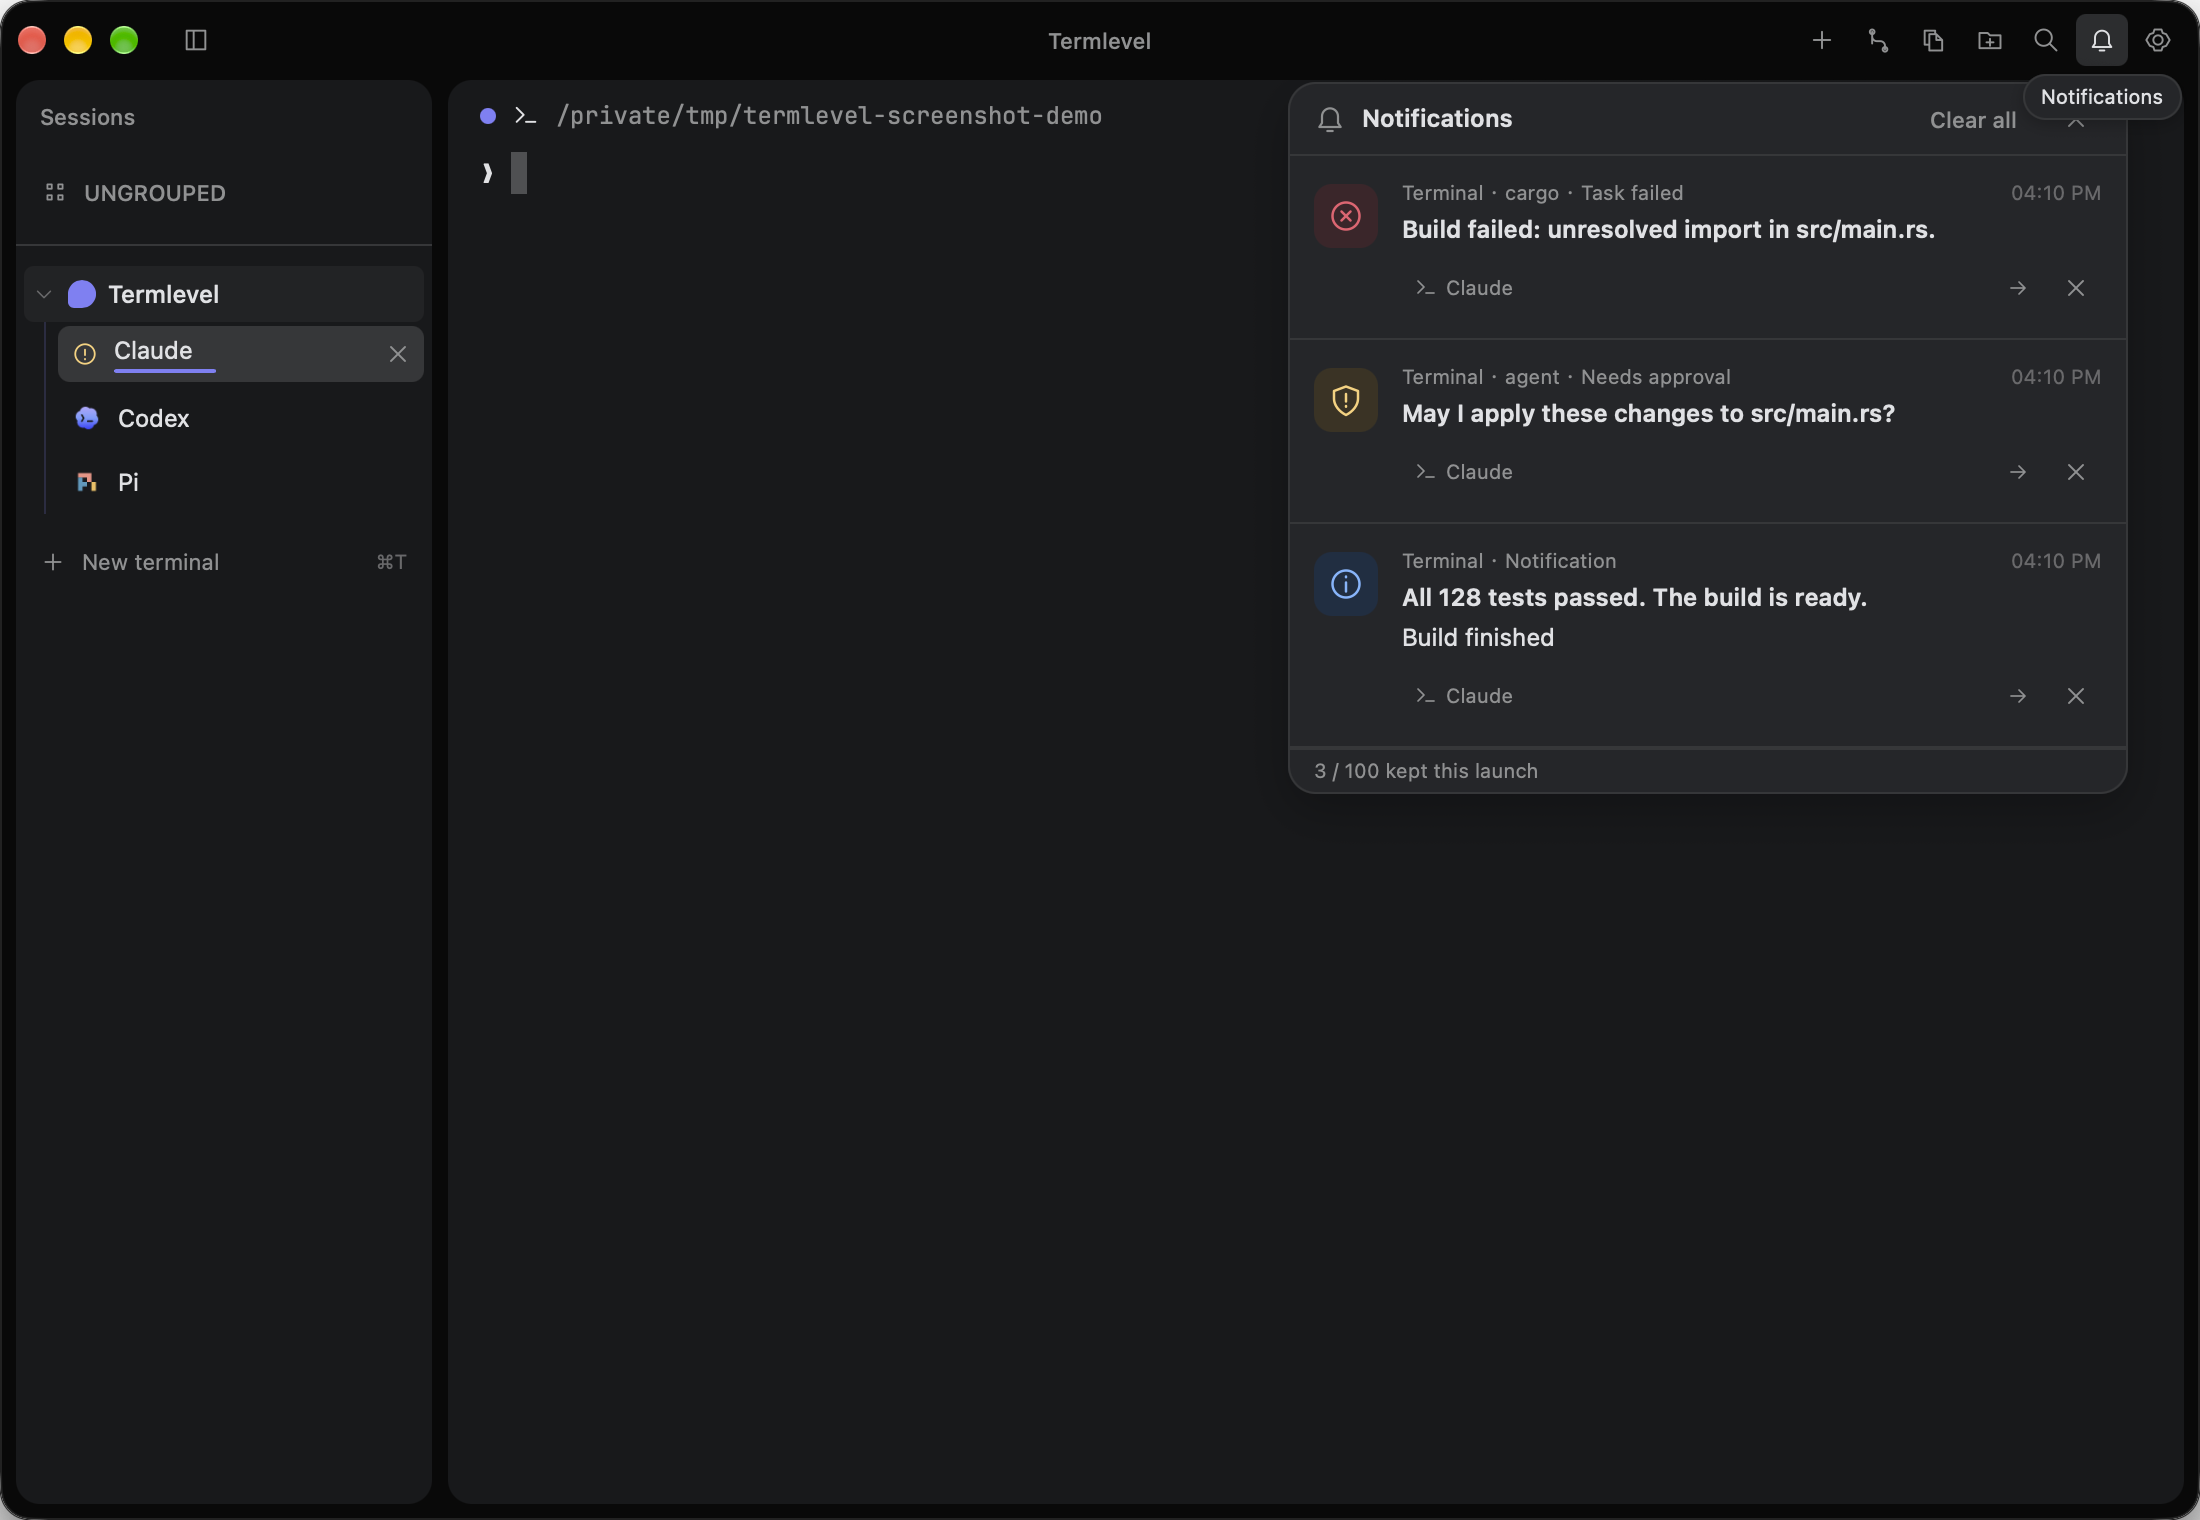 Termlevel
Notifications
Sessions
UNGROUPED
Termlevel
Claude
Codex
Pi
New terminal ⌘T
/private/tmp/termlevel-screenshot-demo
❯
Notifications Clear all
Terminal · cargo · Task failed 04:10 PM
Build failed: unresolved import in src/main.rs.
Claude
Terminal · agent · Needs approval 04:10 PM
May I apply these changes to src/main.rs?
Claude
Terminal · Notification 04:10 PM
All 128 tests passed. The build is ready.
Build finished
Claude
3 / 100 kept this launch